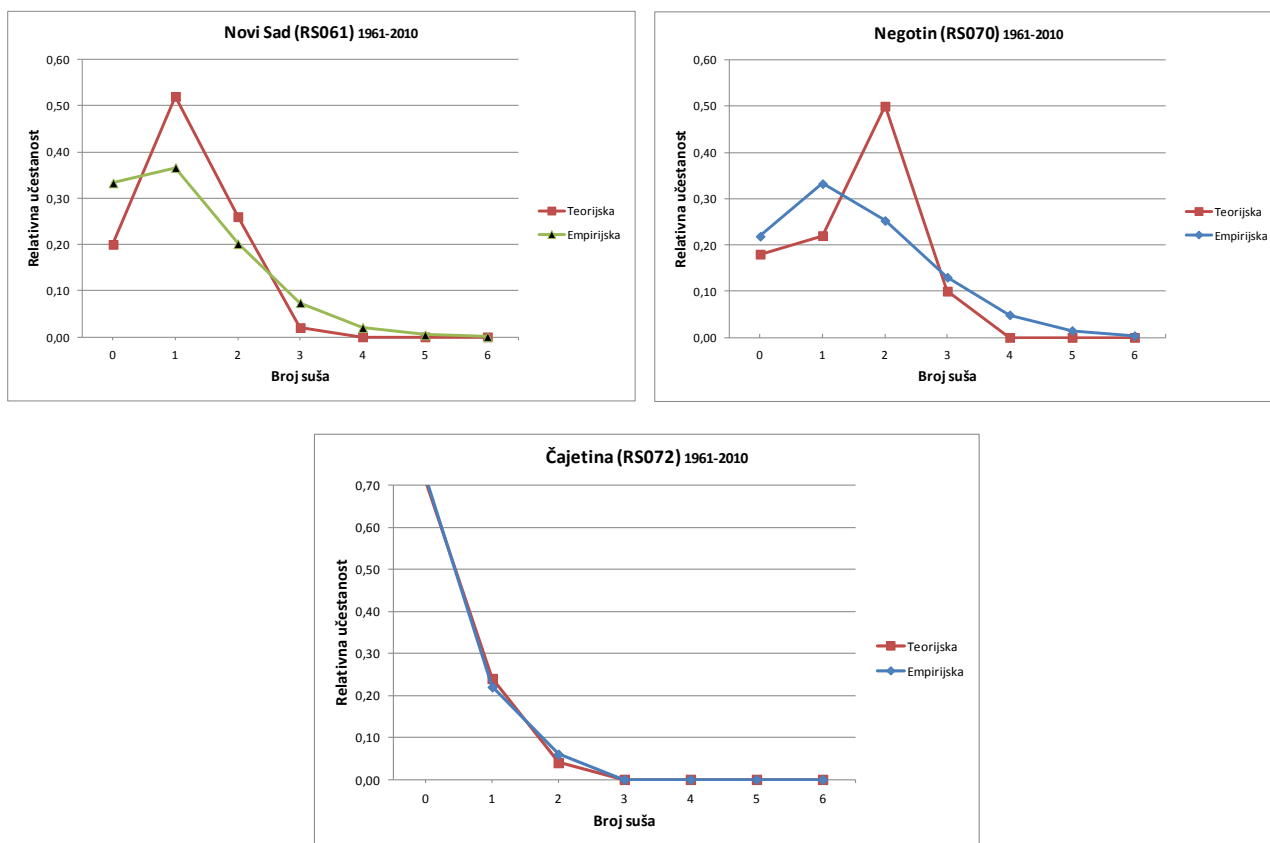 Novi Sad (RS061) 1961-2010
0,60
0,50
0,40
0,30
0,20
0,10
0,00
Relativna učestanost
0 1 2 3 4 5 6
Broj suša
Teorijska
Empirijska
Negotin (RS070) 1961-2010
0,60
0,50
0,40
0,30
0,20
0,10
0,00
Relativna učestanost
0 1 2 3 4 5 6
Broj suša
Teorijska
Empirijska
Čajetina (RS072) 1961-2010
0,70
0,60
0,50
0,40
0,30
0,20
0,10
0,00
Relativna učestanost
0 1 2 3 4 5 6
Broj suša
Teorijska
Empirijska